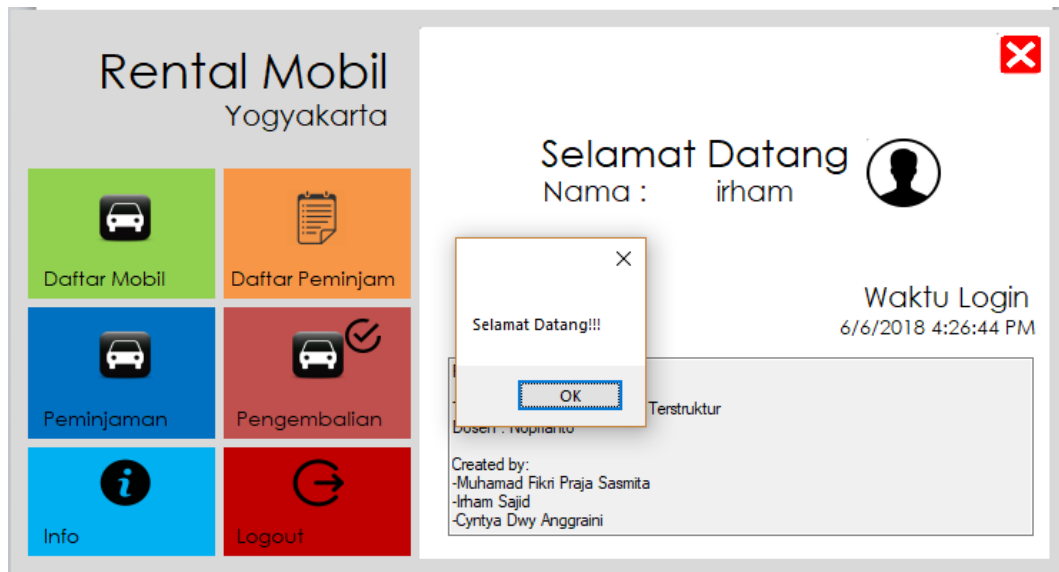 Rental Mobil
Yogyakarta
Daftar Mobil
Daftar Peminjam
Peminjaman
Pengembalian
Info
Logout
Selamat Datang
Nama : irham
Selamat Datang!!!
OK
Waktu Login
6/6/2018 4:26:44 PM
Terstruktur
Dosen : Noprianto
Created by:
-Muhamad Fikri Praja Sasmita
-Irham Sajid
-Cyntya Dwy Anggraini